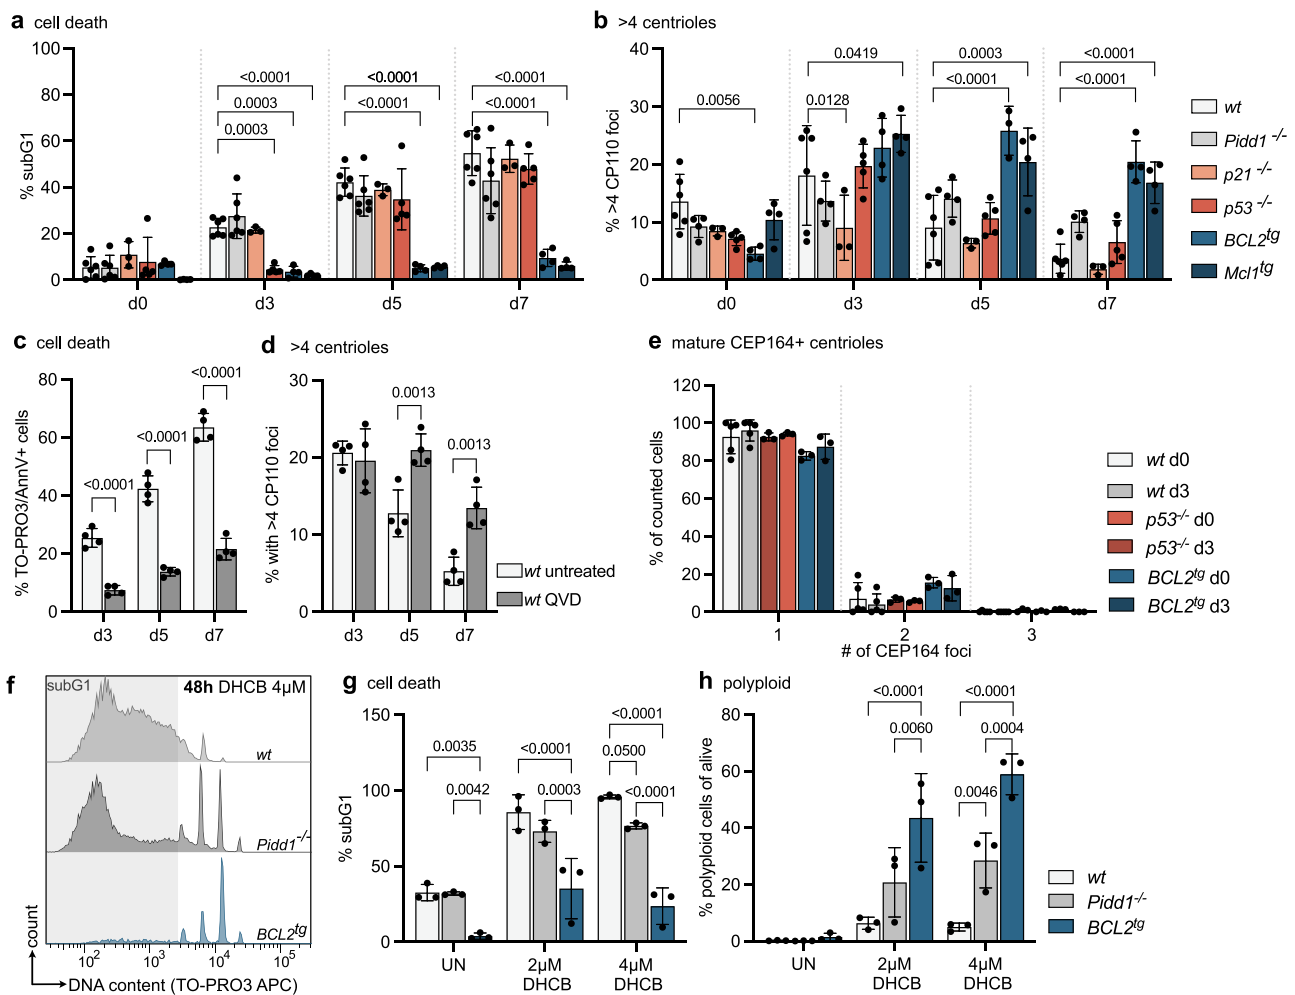 a cell death
<0.0001
<0.0001
<0.0001
0.0003
<0.0001
<0.0001
0.0003
% subG1
100
80
60
40
20
0
d0
d3
d5
d7
b >4 centrioles
0.0419
0.0003
<0.0001
0.0056
0.0128
<0.0001
<0.0001
% >4 CP110 foci
40
30
20
10
0
d0
d3
d5
d7
wt
Pidd1 -/-
p21 -/-
p53 -/-
BCL2tg
Mcl1tg
c cell death
<0.0001
<0.0001
<0.0001
% TO-PRO3/AnnV+ cells
80
60
40
20
0
d3
d5
d7
d >4 centrioles
0.0013
0.0013
% with >4 CP110 foci
30
20
10
0
d3
d5
d7
wt untreated
wt QVD
e mature CEP164+ centrioles
% of counted cells
120
100
80
60
40
20
0
1
2
3
# of CEP164 foci
wt d0
wt d3
p53-/- d0
p53-/- d3
BCL2tg d0
BCL2tg d3
f
subG1
48h DHCB 4µM
wt
Pidd1-/-
BCL2tg
count
102
103
104
105
DNA content (TO-PRO3 APC)
g cell death
<0.0001
0.0035
<0.0001
0.0500
0.0042
0.0003
<0.0001
% subG1
150
100
50
0
UN
2µM
DHCB
4µM
DHCB
h polyploid
<0.0001
<0.0001
0.0060
0.0004
0.0046
% polyploid cells of alive
80
60
40
20
0
UN
2µM
DHCB
4µM
DHCB
wt
Pidd1-/-
BCL2tg